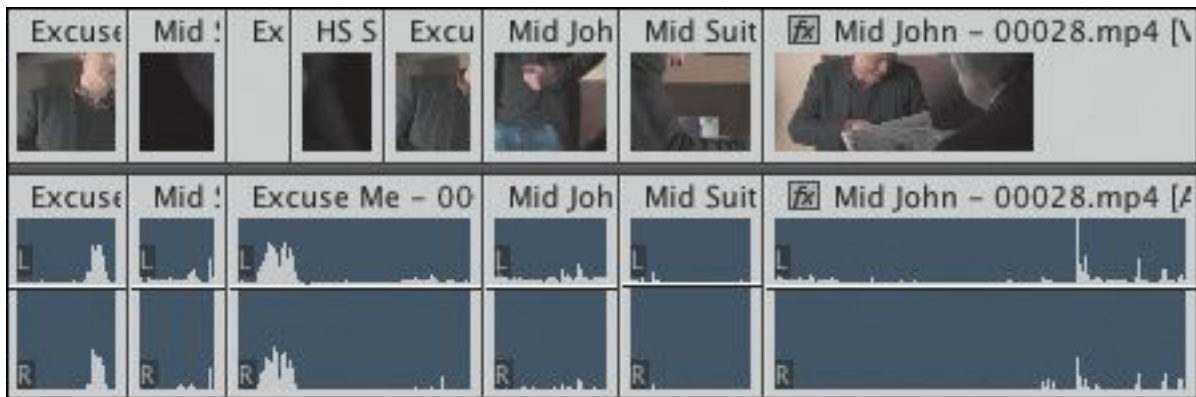 Excuse
Mid S
Ex
HS S
Excu
Mid Joh
Mid Suit
fx Mid John – 00028.mp4 [V
Excuse
Mid S
Excuse Me – 00
Mid Joh
Mid Suit
fx Mid John – 00028.mp4 [A
L
L
L
L
L
L
R
R
R
R
R
R